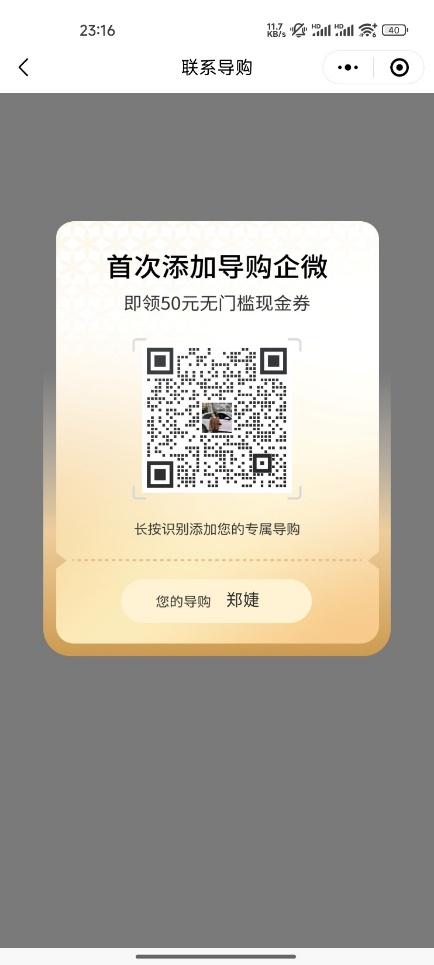 23:16
11.7
KB/s
HD
HD
40
联系导购
首次添加导购企微
即领50元无门槛现金券
长按识别添加您的专属导购
您的导购 郑婕